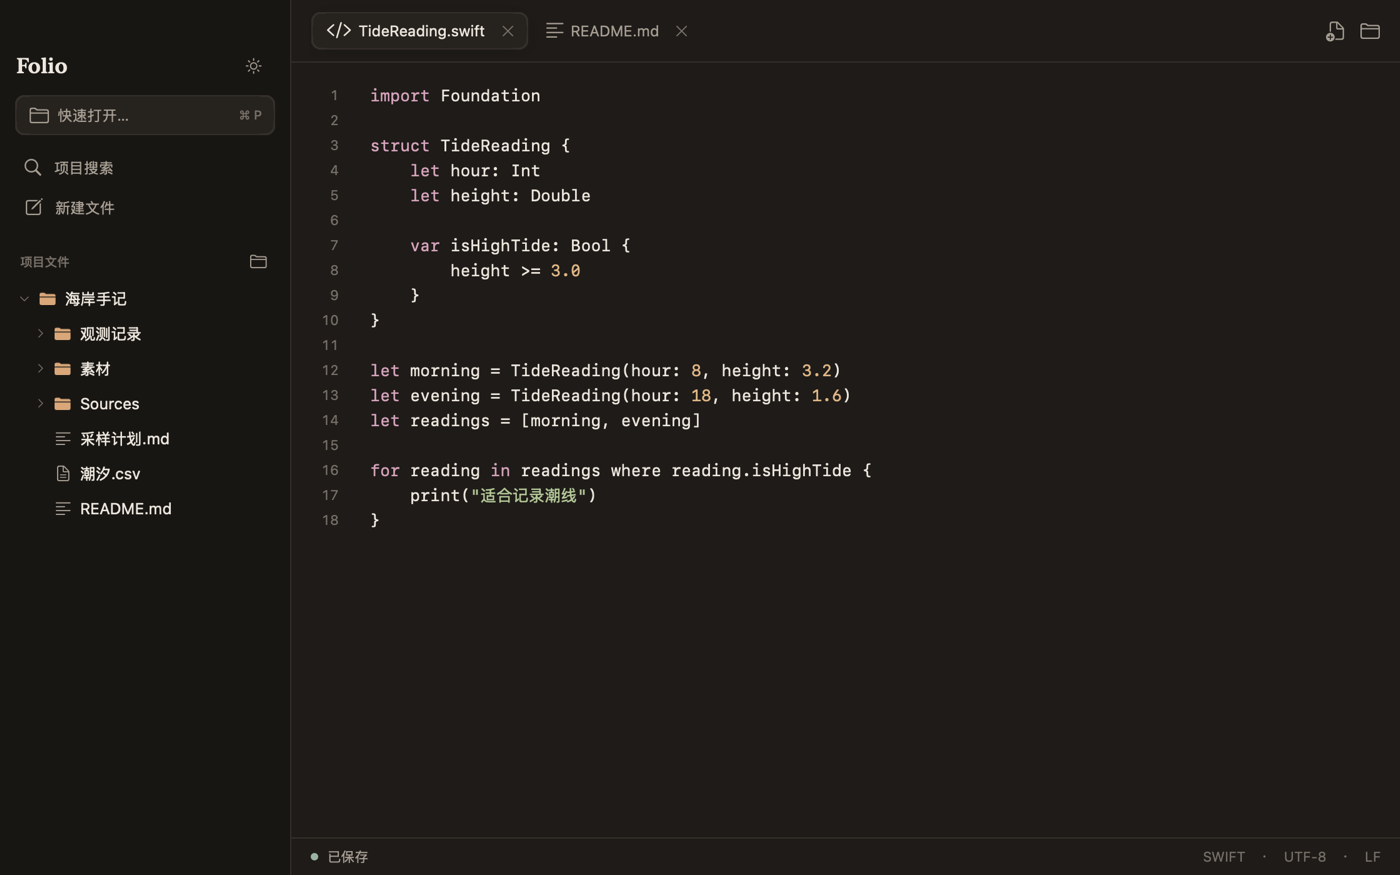 Folio
快速打开... ⌘ P
项目搜索
新建文件
项目文件
海岸手记
观测记录
素材
Sources
采样计划.md
潮汐.csv
README.md
</> TideReading.swift
README.md
1 import Foundation
2
3 struct TideReading {
4     let hour: Int
5     let height: Double
6
7     var isHighTide: Bool {
8         height >= 3.0
9     }
10 }
11
12 let morning = TideReading(hour: 8, height: 3.2)
13 let evening = TideReading(hour: 18, height: 1.6)
14 let readings = [morning, evening]
15
16 for reading in readings where reading.isHighTide {
17     print("适合记录潮线")
18 }
已保存
SWIFT · UTF-8 · LF